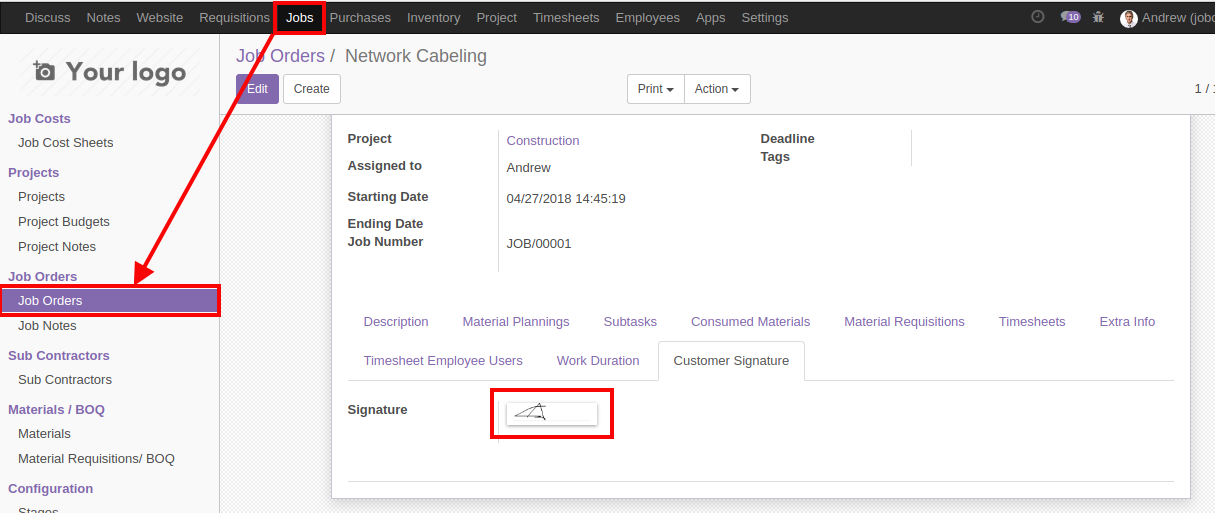 Discuss Notes Website Requisitions Jobs Purchases Inventory Project Timesheets Employees Apps Settings 10 Andrew
Your logo
Job Costs
Job Cost Sheets
Projects
Projects
Project Budgets
Project Notes
Job Orders
Job Orders
Job Notes
Sub Contractors
Sub Contractors
Materials / BOQ
Materials
Material Requisitions/ BOQ
Configuration
Stages
Job Orders / Network Cabeling
Edit Create Print Action 1 /
Project Construction
Assigned to Andrew
Starting Date 04/27/2018 14:45:19
Ending Date
Job Number JOB/00001
Deadline
Tags
Description Material Plannings Subtasks Consumed Materials Material Requisitions Timesheets Extra Info
Timesheet Employee Users Work Duration Customer Signature
Signature